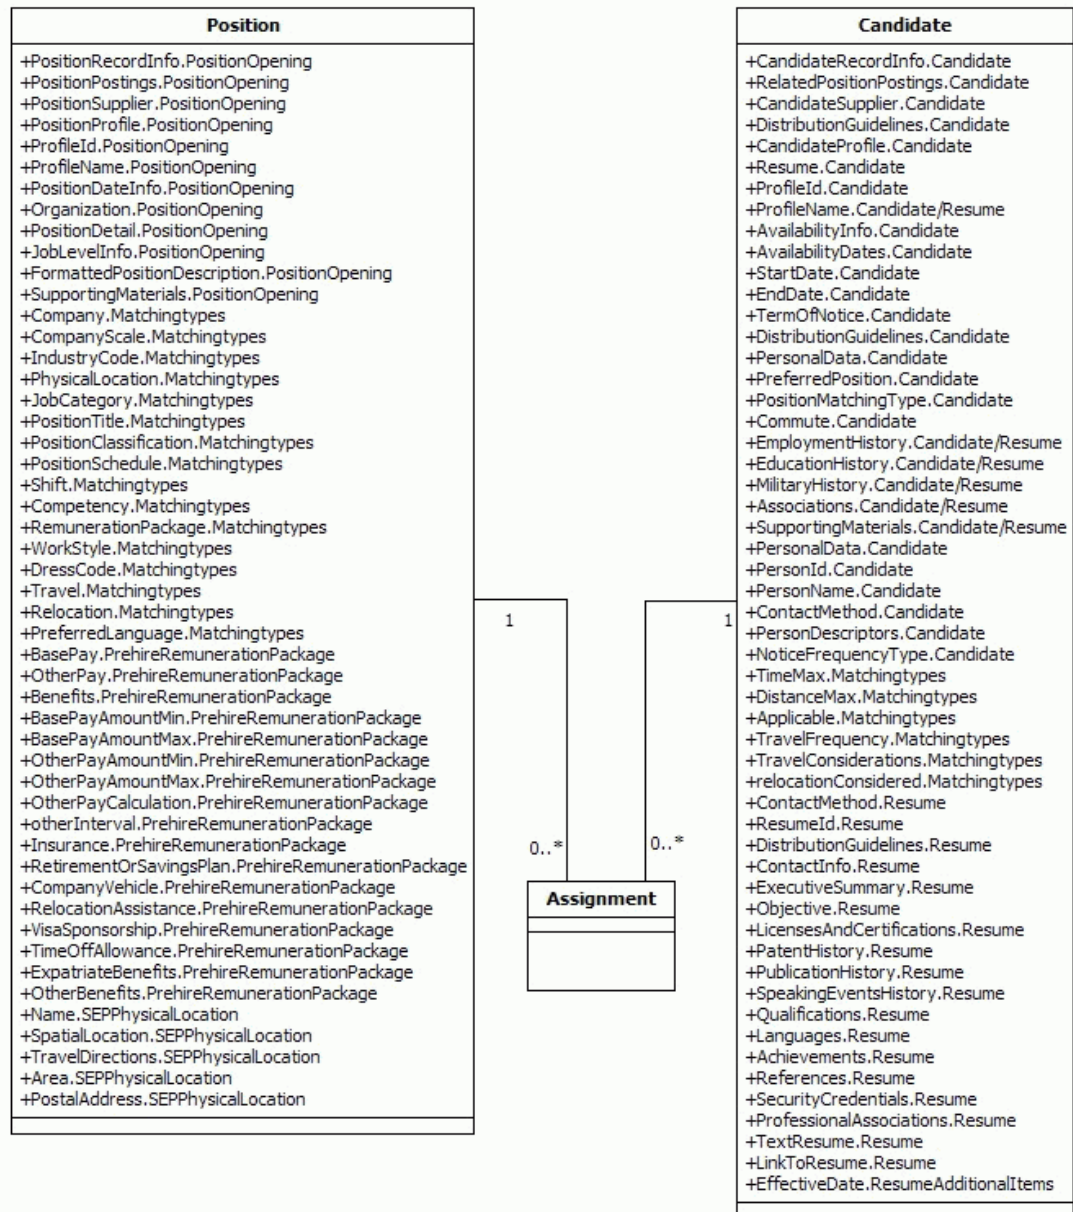 Position
+PositionRecordInfo.PositionOpening
+PositionPostings.PositionOpening
+PositionSupplier.PositionOpening
+PositionProfile.PositionOpening
+ProfileId.PositionOpening
+ProfileName.PositionOpening
+PositionDateInfo.PositionOpening
+Organization.PositionOpening
+PositionDetail.PositionOpening
+JobLevelInfo.PositionOpening
+FormattedPositionDescription.PositionOpening
+SupportingMaterials.PositionOpening
+Company.Matchingtypes
+CompanyScale.Matchingtypes
+IndustryCode.Matchingtypes
+PhysicalLocation.Matchingtypes
+JobCategory.Matchingtypes
+PositionTitle.Matchingtypes
+PositionClassification.Matchingtypes
+PositionSchedule.Matchingtypes
+Shift.Matchingtypes
+Competency.Matchingtypes
+RemunerationPackage.Matchingtypes
+WorkStyle.Matchingtypes
+DressCode.Matchingtypes
+Travel.Matchingtypes
+Relocation.Matchingtypes
+PreferredLanguage.Matchingtypes
+BasePay.PrehireRemunerationPackage
+OtherPay.PrehireRemunerationPackage
+Benefits.PrehireRemunerationPackage
+BasePayAmountMin.PrehireRemunerationPackage
+BasePayAmountMax.PrehireRemunerationPackage
+OtherPayAmountMin.PrehireRemunerationPackage
+OtherPayAmountMax.PrehireRemunerationPackage
+OtherPayCalculation.PrehireRemunerationPackage
+otherInterval.PrehireRemunerationPackage
+Insurance.PrehireRemunerationPackage
+RetirementOrSavingsPlan.PrehireRemunerationPackage
+CompanyVehicle.PrehireRemunerationPackage
+RelocationAssistance.PrehireRemunerationPackage
+VisaSponsorship.PrehireRemunerationPackage
+TimeOffAllowance.PrehireRemunerationPackage
+ExpatriateBenefits.PrehireRemunerationPackage
+OtherBenefits.PrehireRemunerationPackage
+Name.SEPPhysicalLocation
+SpatialLocation.SEPPhysicalLocation
+TravelDirections.SEPPhysicalLocation
+Area.SEPPhysicalLocation
+PostalAddress.SEPPhysicalLocation
1
0..*
Assignment
1
0..*
Candidate
+CandidateRecordInfo.Candidate
+RelatedPositionPostings.Candidate
+CandidateSupplier.Candidate
+DistributionGuidelines.Candidate
+CandidateProfile.Candidate
+Resume.Candidate
+ProfileId.Candidate
+ProfileName.Candidate/Resume
+AvailabilityInfo.Candidate
+AvailabilityDates.Candidate
+StartDate.Candidate
+EndDate.Candidate
+TermOfNotice.Candidate
+DistributionGuidelines.Candidate
+PersonalData.Candidate
+PreferredPosition.Candidate
+PositionMatchingType.Candidate
+Commute.Candidate
+EmploymentHistory.Candidate/Resume
+EducationHistory.Candidate/Resume
+MilitaryHistory.Candidate/Resume
+Associations.Candidate/Resume
+SupportingMaterials.Candidate/Resume
+PersonalData.Candidate
+PersonId.Candidate
+PersonName.Candidate
+ContactMethod.Candidate
+PersonDescriptors.Candidate
+NoticeFrequencyType.Candidate
+TimeMax.Matchingtypes
+DistanceMax.Matchingtypes
+Applicable.Matchingtypes
+TravelFrequency.Matchingtypes
+TravelConsiderations.Matchingtypes
+relocationConsidered.Matchingtypes
+ContactMethod.Resume
+ResumeId.Resume
+DistributionGuidelines.Resume
+ContactInfo.Resume
+ExecutiveSummary.Resume
+Objective.Resume
+LicensesAndCertifications.Resume
+PatentHistory.Resume
+PublicationHistory.Resume
+SpeakingEventsHistory.Resume
+Qualifications.Resume
+Languages.Resume
+Achievements.Resume
+References.Resume
+SecurityCredentials.Resume
+ProfessionalAssociations.Resume
+TextResume.Resume
+LinkToResume.Resume
+EffectiveDate.ResumeAdditionalItems